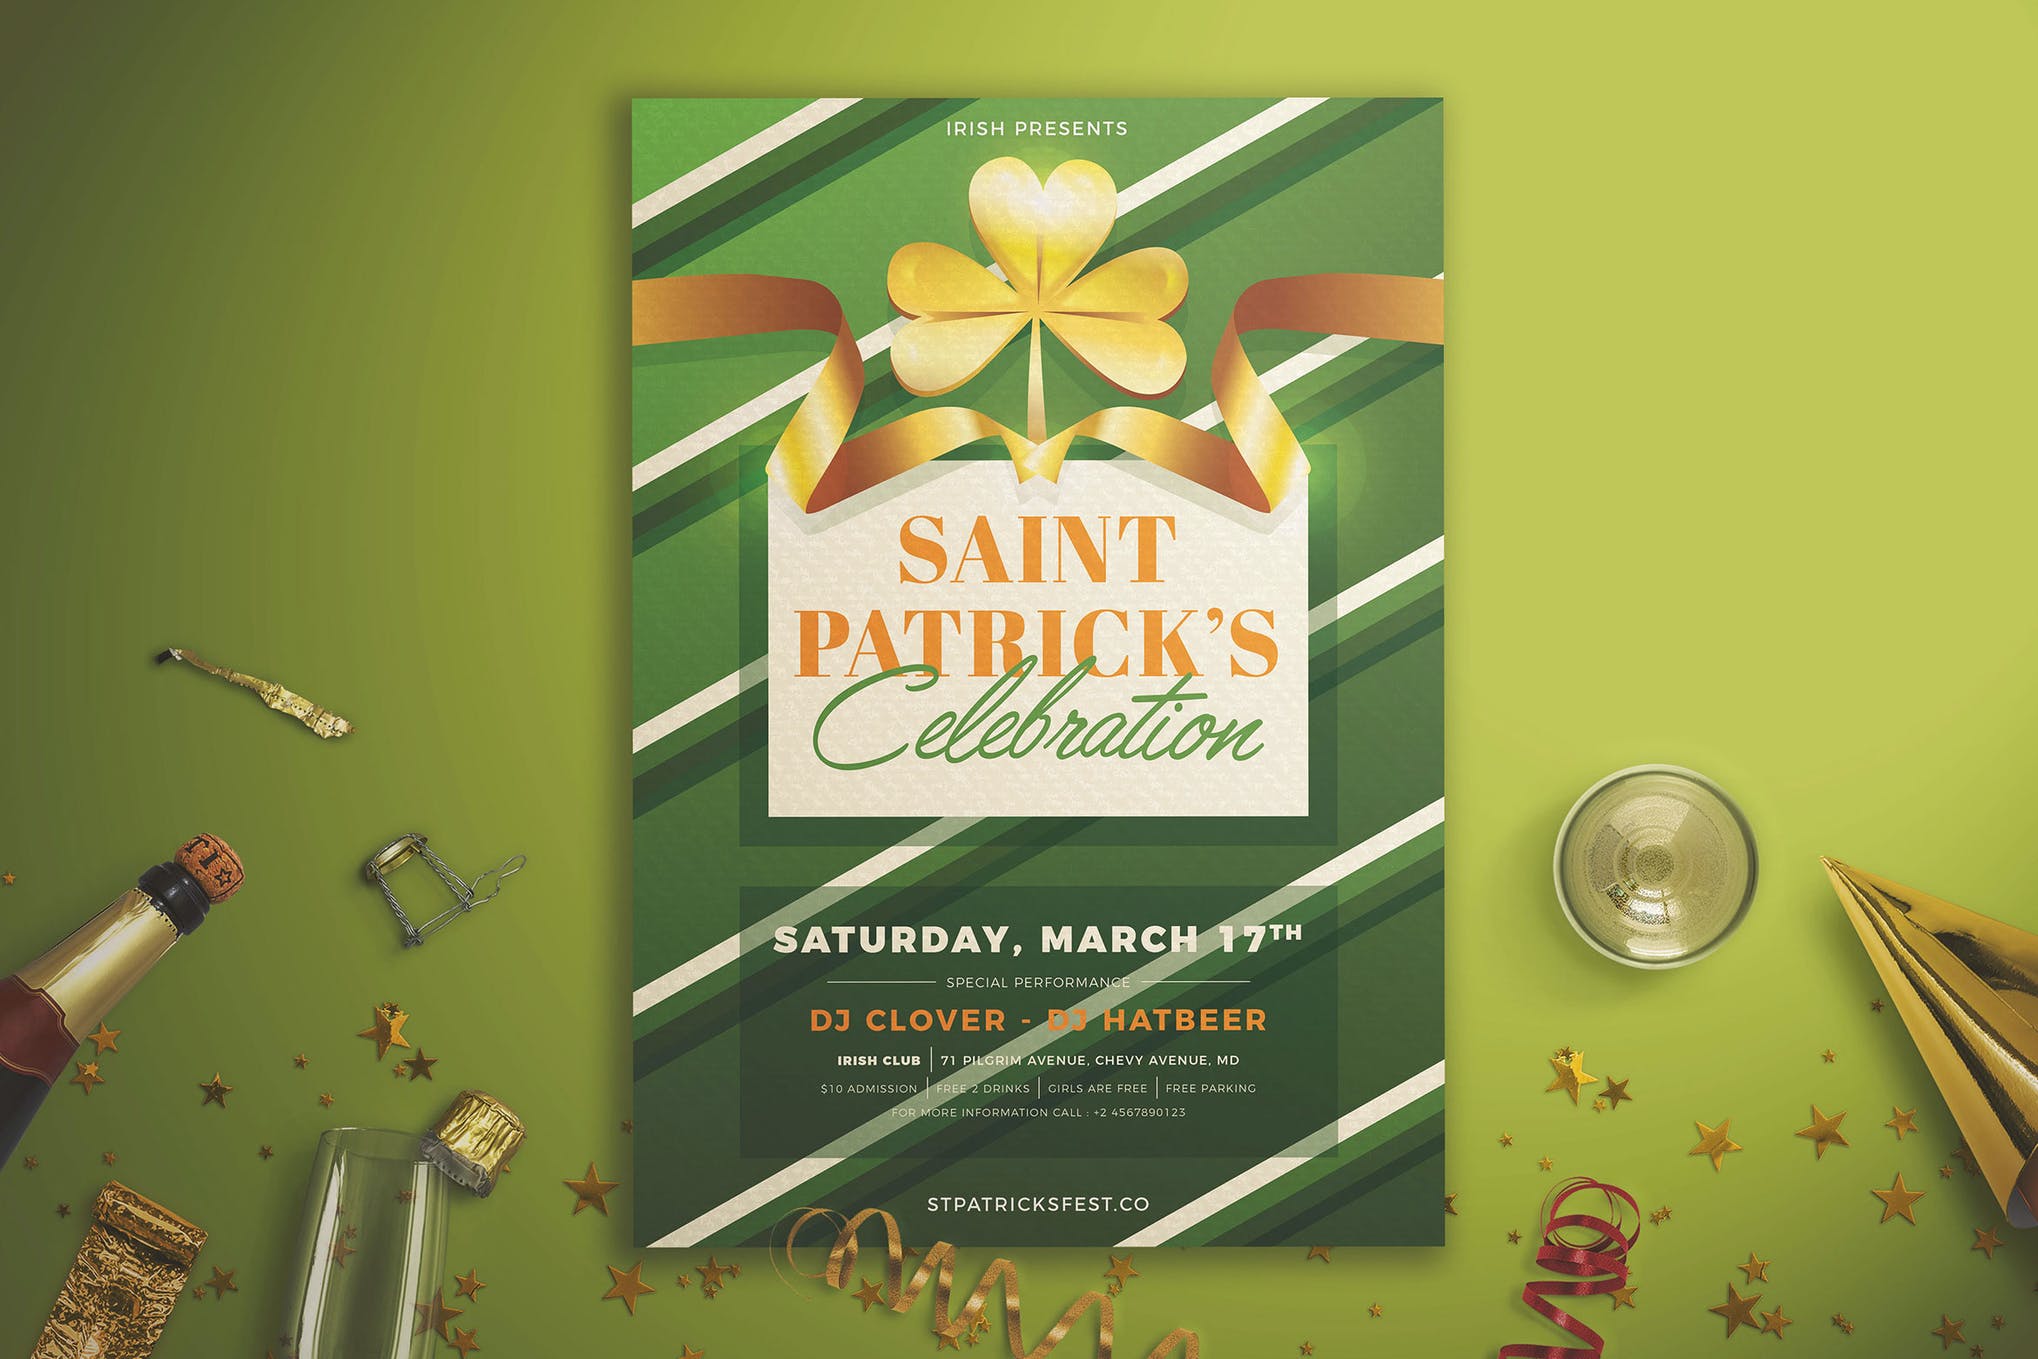 IRISH PRESENTS
SAINT
PATRICK'S
Celebration
SATURDAY, MARCH 17TH
SPECIAL PERFORMANCE
DJ CLOVER - DJ HATBEER
IRISH CLUB | 71 PILGRIM AVENUE, CHEVY AVENUE, MD
$10 ADMISSION | FREE 2 DRINKS | GIRLS ARE FREE | FREE PARKING
FOR MORE INFORMATION CALL : +2 4567890123
STPATRICKSFEST.CO